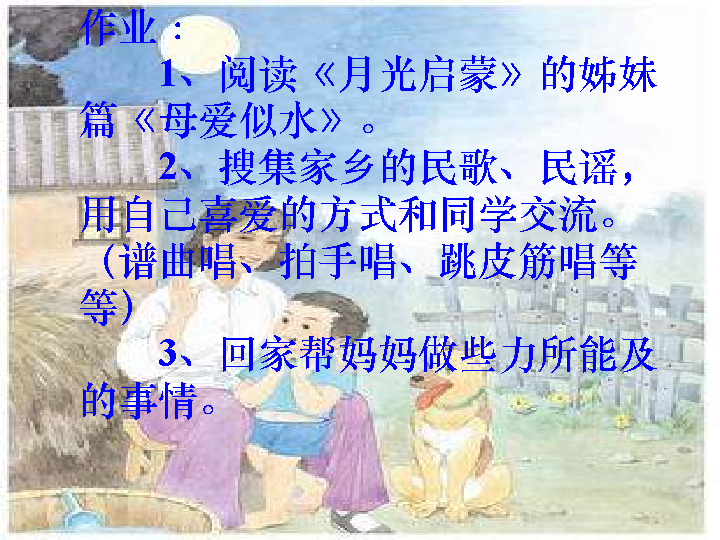 作业：
1、阅读《月光启蒙》的姊妹
篇《母爱似水》。
2、搜集家乡的民歌、民谣，
用自己喜爱的方式和同学交流。
（谱曲唱、拍手唱、跳皮筋唱等
等）
3、回家帮妈妈做些力所能及
的事情。